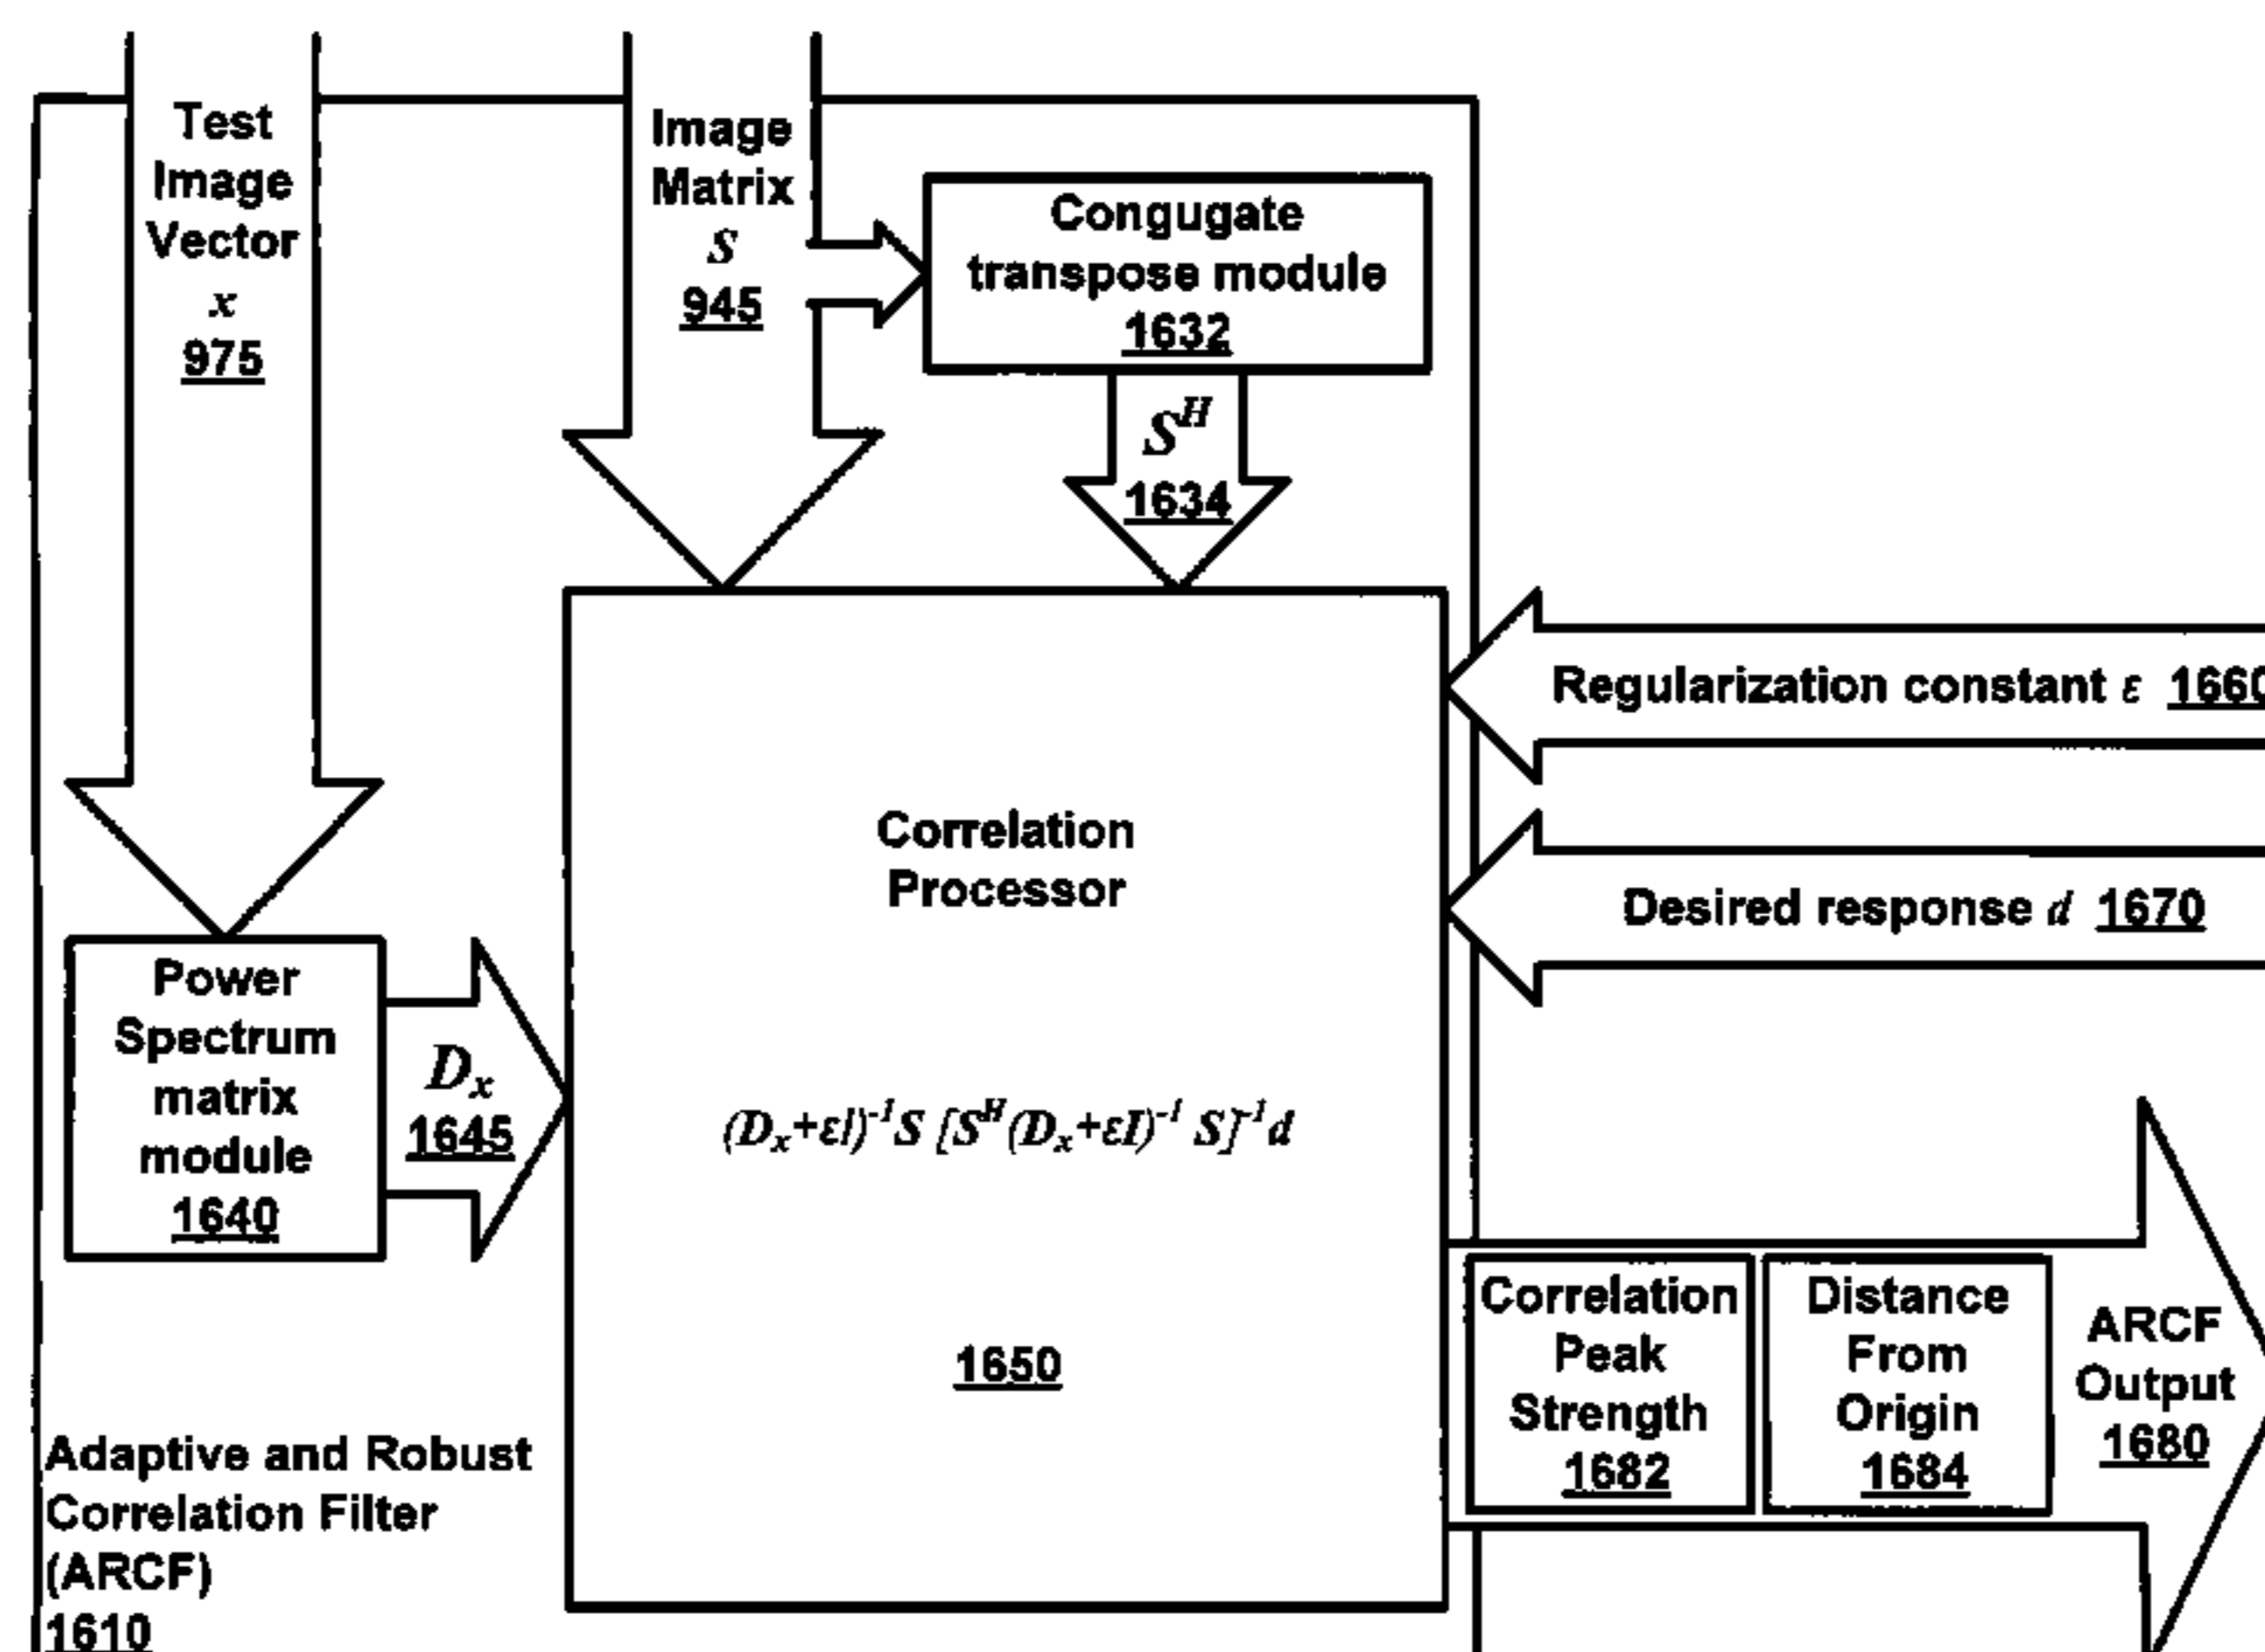 Test
Image
Vector
x
975
Image
Matrix
S
945
Congugate
transpose module
1632
S^H
1634
Regularization constant ε 1660
Desired response d 1670
Correlation
Processor
(D_x+εI)^-1 S [S^H(D_x+εI)^-1 S]^-1 d
1650
Power
Spectrum
matrix
module
1640
D_x
1645
Correlation
Peak
Strength
1682
Distance
From
Origin
1684
ARCF
Output
1680
Adaptive and Robust
Correlation Filter
(ARCF)
1610